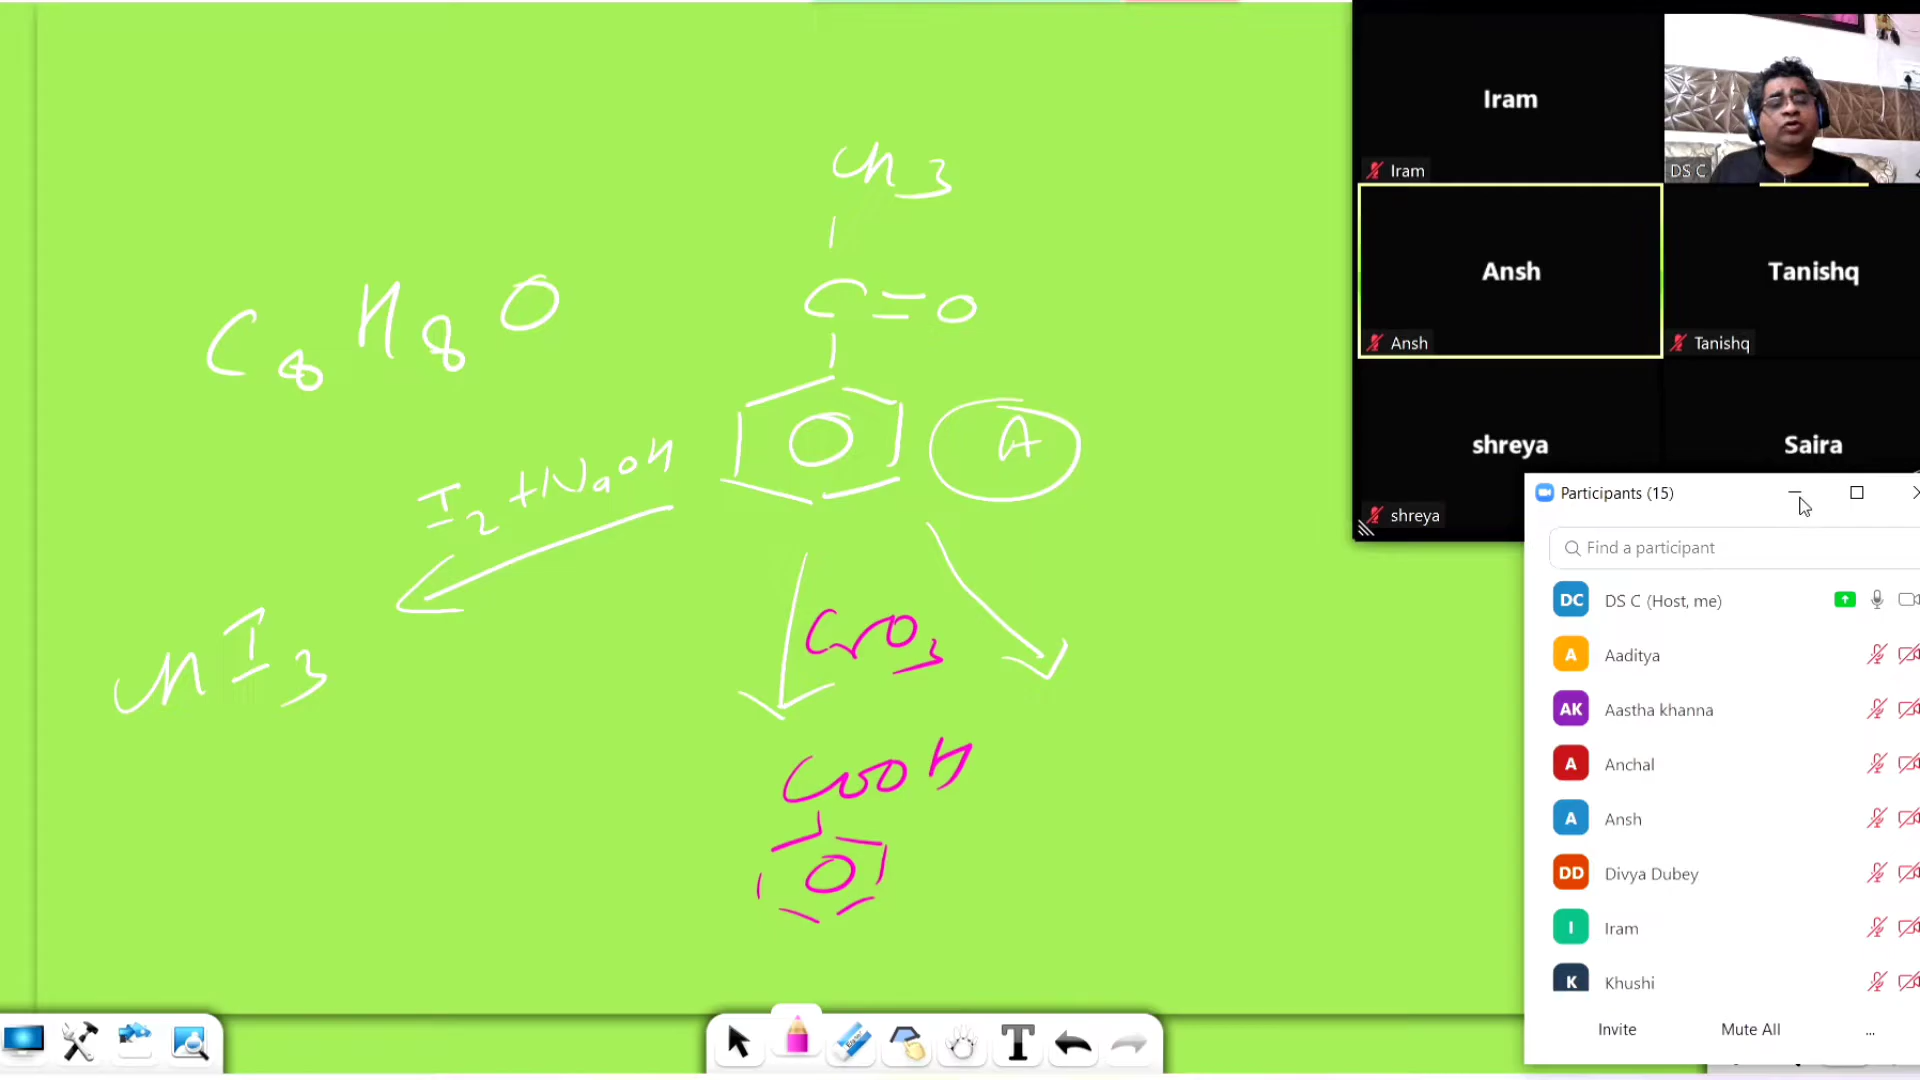 CH3
C=O
C8H8O
A
I2+NaOH
CHI3
CrO3
COOH
Iram
Iram
DS C
Ansh
Ansh
Tanishq
Tanishq
shreya
shreya
Saira
Participants (15)
Find a participant
DC DS C (Host, me)
A Aaditya
AK Aastha khanna
A Anchal
A Ansh
DD Divya Dubey
I Iram
K Khushi
Invite Mute All ...
T